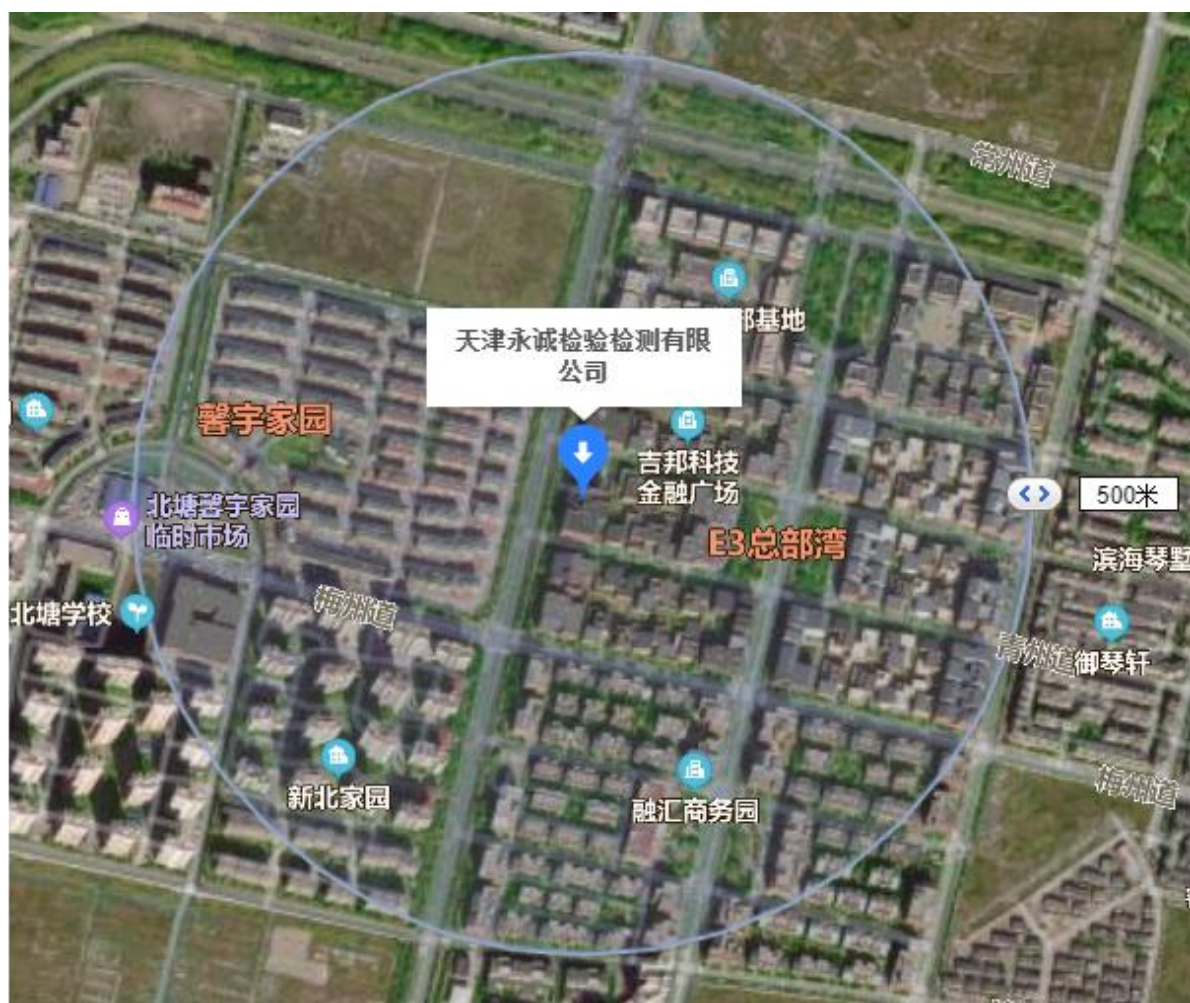 常州道
部基地
天津永诚检验检测有限
公司
馨宇家园
吉邦科技
金融广场
500米
北塘馨宇家园
临时市场
E3总部湾
滨海琴墅
北塘学校
梅州道
青州道
御琴轩
新北家园
融汇商务园
梅州道